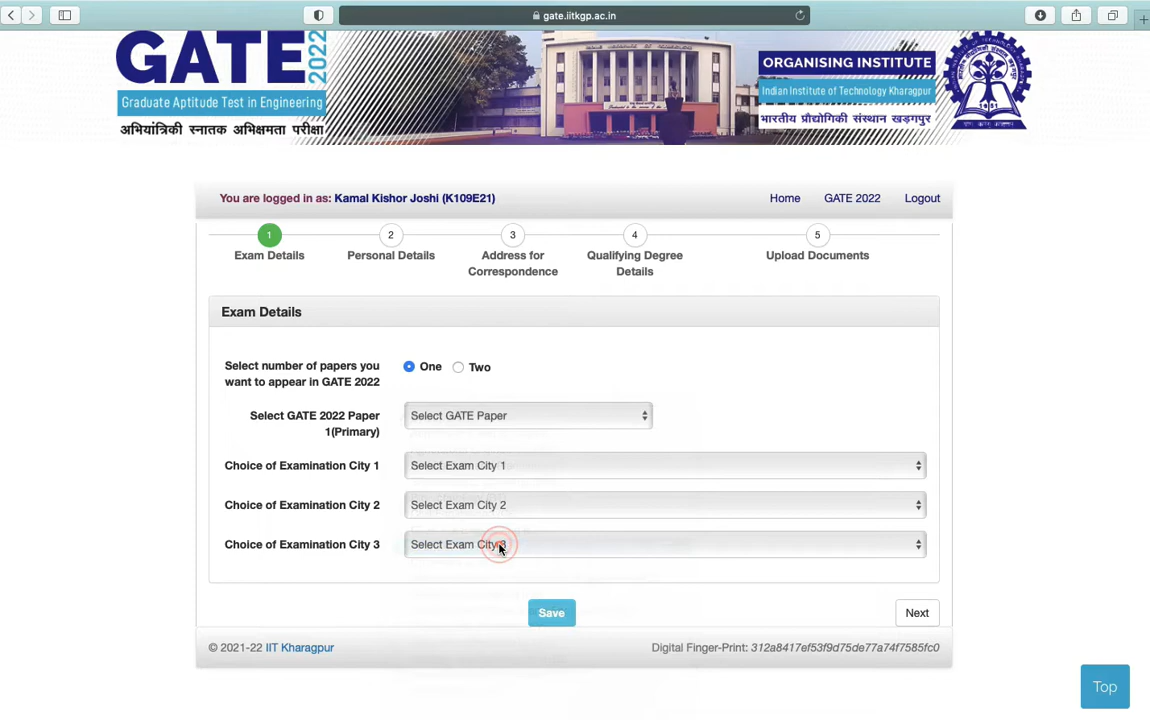 gate.iitkgp.ac.in
GATE 2022
Graduate Aptitude Test in Engineering
अभियांत्रिकी स्नातक अभिक्षमता परीक्षा
ORGANISING INSTITUTE
Indian Institute of Technology Kharagpur
भारतीय प्रौद्योगिकी संस्थान खड़गपुर
1951
You are logged in as: Kamal Kishor Joshi (K109E21)
Home GATE 2022 Logout
1 2 3 4 5
Exam Details Personal Details Address for Qualifying Degree Upload Documents
Correspondence Details
Exam Details
Select number of papers you One Two
want to appear in GATE 2022
Select GATE 2022 Paper Select GATE Paper
1(Primary)
Choice of Examination City 1 Select Exam City 1
Choice of Examination City 2 Select Exam City 2
Choice of Examination City 3 Select Exam City 3
Save Next
© 2021-22 IIT Kharagpur Digital Finger-Print: 312a8417ef53f9d75de77a74f7585fc0
Top